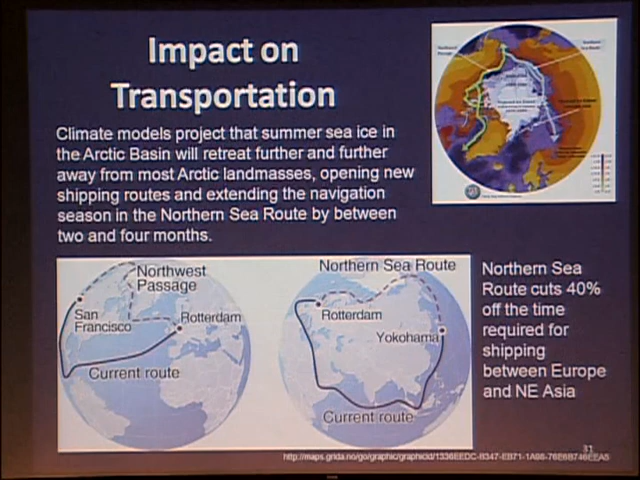 Impact on
Transportation
Climate models project that summer sea ice in
the Arctic Basin will retreat further and further
away from most Arctic landmasses, opening new
shipping routes and extending the navigation
season in the Northern Sea Route by between
two and four months.
Northwest
Passage
San
Francisco
Rotterdam
Current route
Northern Sea Route
Rotterdam
Yokohama
Current route
Northern Sea
Route cuts 40%
off the time
required for
shipping
between Europe
and NE Asia
31